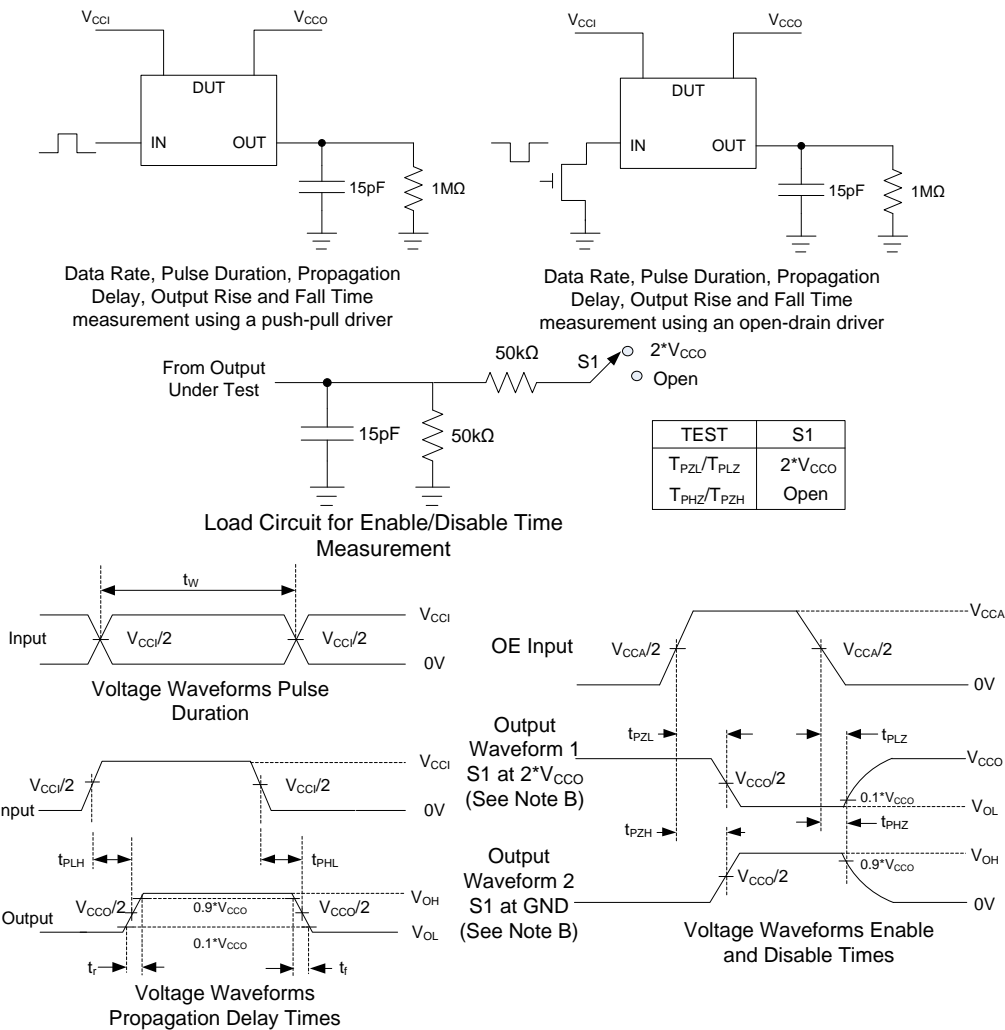 VCCI
VCCO
DUT
IN
OUT
15pF
1MΩ
Data Rate, Pulse Duration, Propagation
Delay, Output Rise and Fall Time
measurement using a push-pull driver
VCCI
VCCO
DUT
IN
OUT
15pF
1MΩ
Data Rate, Pulse Duration, Propagation
Delay, Output Rise and Fall Time
measurement using an open-drain driver
From Output
Under Test
15pF
50kΩ
50kΩ
S1
2*VCCO
Open
Load Circuit for Enable/Disable Time
Measurement
TEST S1
TPZL/TPLZ 2*VCCO
TPHZ/TPZH Open
tW
Input
VCCI/2
VCCI/2
VCCI
0V
Voltage Waveforms Pulse
Duration
VCCI/2
VCCI/2
VCCI
nput
0V
tPLH
tPHL
Output
VCCO/2
VCCO/2
0.9*VCCO
0.1*VCCO
VOH
VOL
tr
tf
Voltage Waveforms
Propagation Delay Times
OE Input
VCCA/2
VCCA/2
VCCA
0V
Output
Waveform 1
S1 at 2*VCCO
(See Note B)
tPZL
tPLZ
VCCO/2
VCCO
0.1*VCCO
VOL
tPZH
tPHZ
Output
Waveform 2
S1 at GND
(See Note B)
VCCO/2
0.9*VCCO
VOH
0V
Voltage Waveforms Enable
and Disable Times